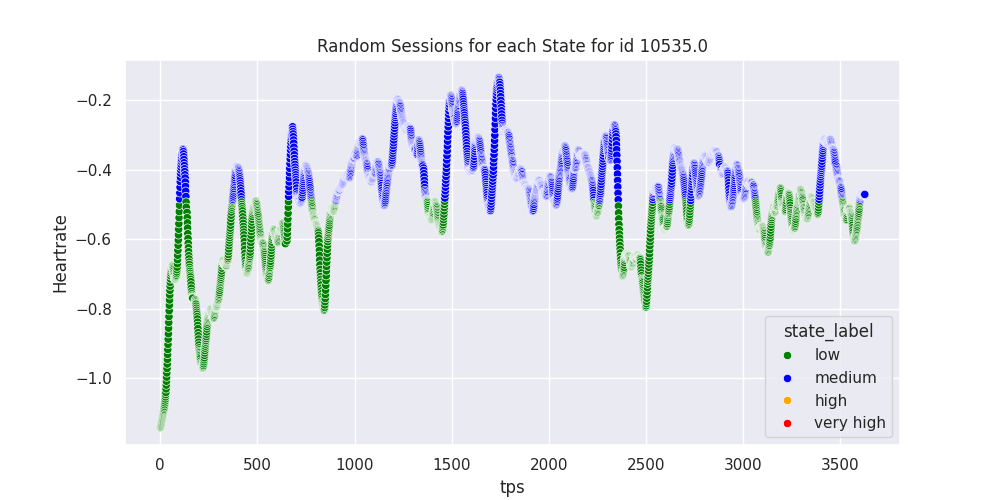 Random Sessions for each State for id 10535.0
Heartrate
−0.2
−0.4
−0.6
−0.8
−1.0
state_label
low
medium
high
very high
0 500 1000 1500 2000 2500 3000 3500
tps